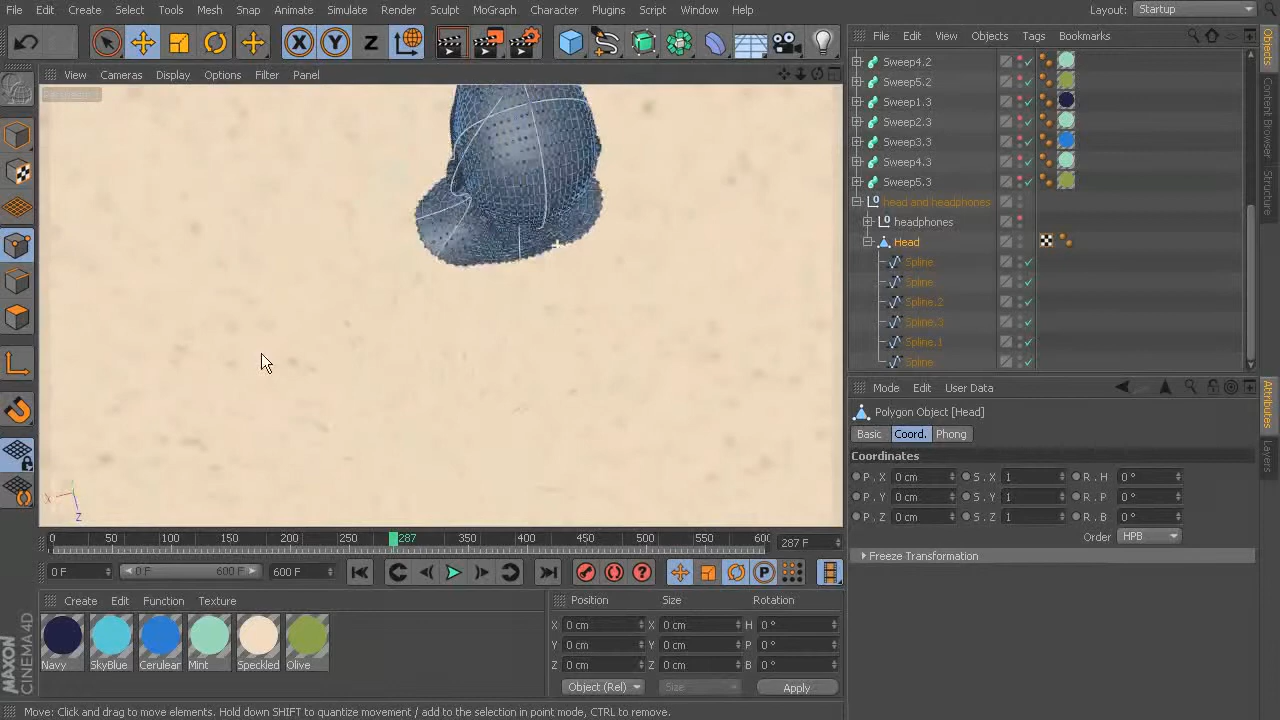 File Create Select Mesh Snap Animate Simulate Render Sculpt MoGraph Character Plugins Script Window Help
Layout: Startup
View Cameras Display Options Filter Panel
File Edit View Objects Tags Bookmarks
Sweep4.2
Sweep5.2
Sweep1.3
Sweep2.3
Sweep3.3
Sweep4.3
Sweep5.3
head and headphones
headphones
Head
Spline
Spline
Spline.2
Spline.3
Spline.1
Spline
Objects
Content Browser
Structure
Mode Edit User Data
Polygon Object [Head]
Basic Coord. Phong
Coordinates
P . X 0 cm S . X 1 R . H 0 °
P . Y 0 cm S . Y 1 R . P 0 °
P . Z 0 cm S . Z 1 R . B 0 °
Order HPB
Freeze Transformation
Attributes
Layers
X
Z
0 50 100 150 200 250 287 350 400 450 500 550 600
287 F
0 F 0 F 600 F 600 F
Create Edit Function Texture
Navy SkyBlue Cerulean Mint Speckled Olive
Position Size Rotation
X 0 cm X 0 cm H 0 °
Y 0 cm Y 0 cm P 0 °
Z 0 cm Z 0 cm B 0 °
Object (Rel) Size Apply
MAXON
CINEMA 4D
Move: Click and drag to move elements. Hold down SHIFT to quantize movement / add to the selection in point mode, CTRL to remove.